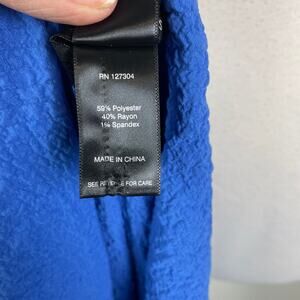 RN 127304
59% Polyester
40% Rayon
1% Spandex
MADE IN CHINA
SEE REVERSE FOR CARE